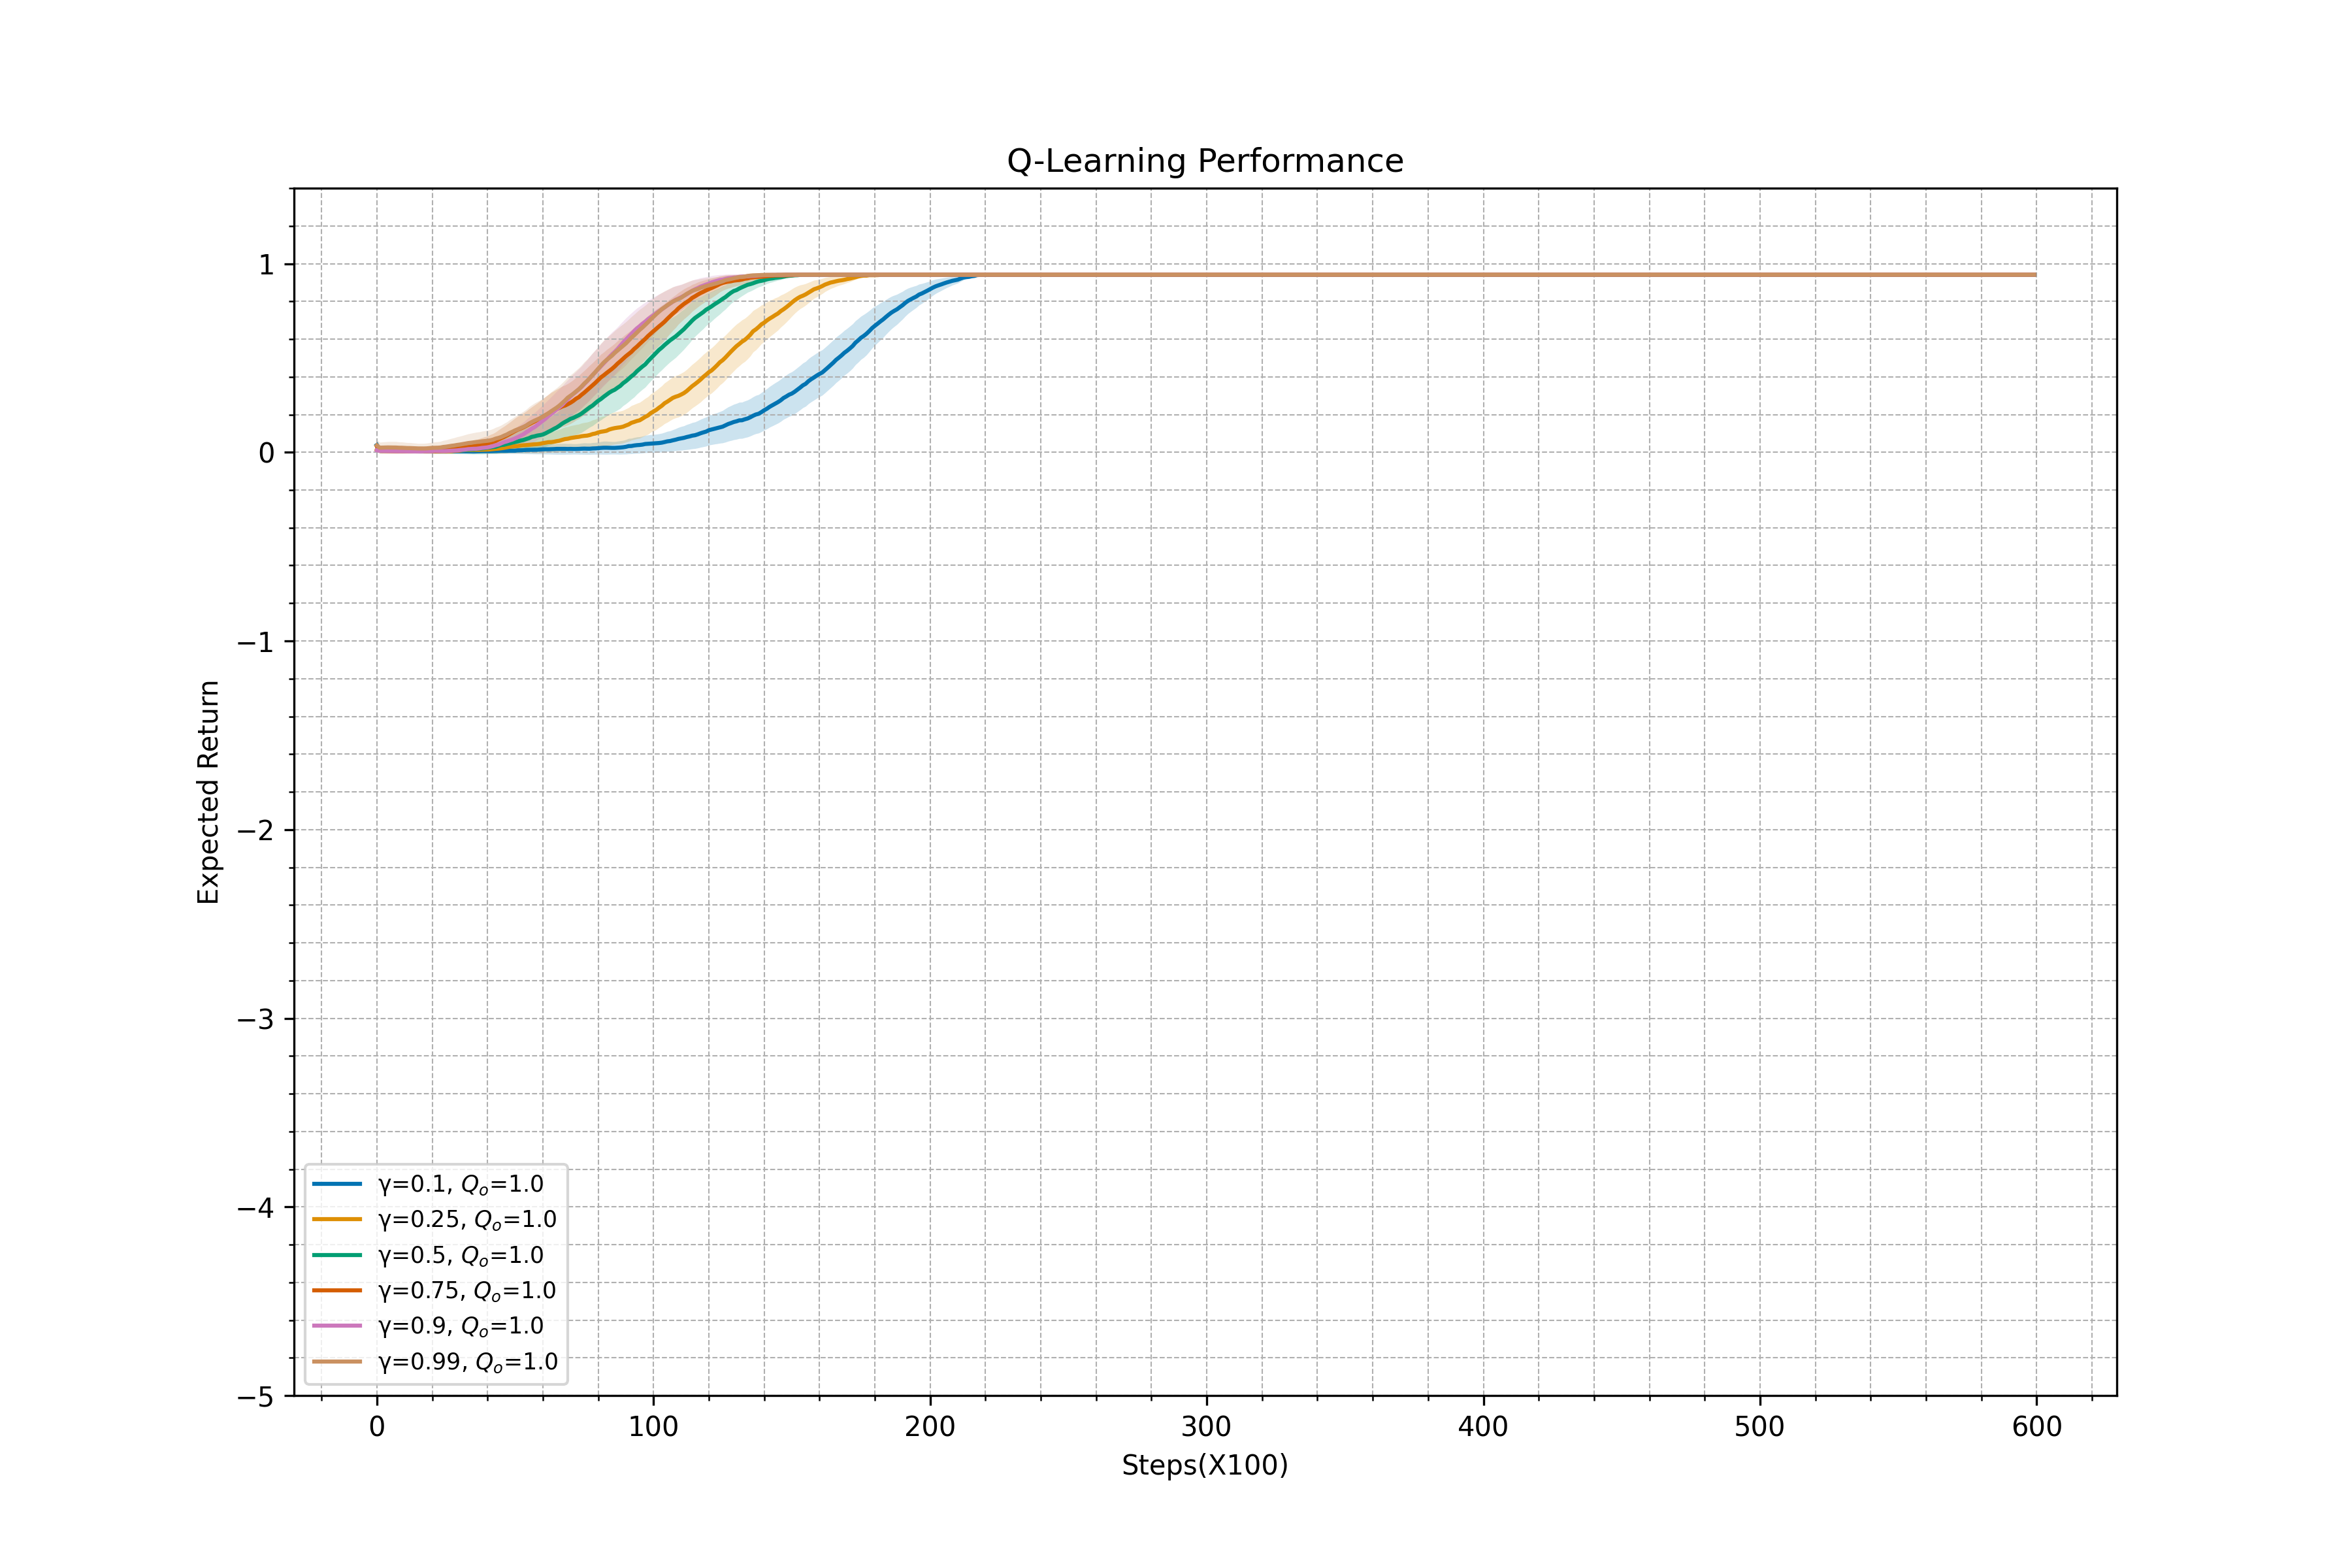 Q-Learning Performance
Expected Return
1
0
−1
−2
−3
−4
−5
γ=0.1, Qₒ=1.0
γ=0.25, Qₒ=1.0
γ=0.5, Qₒ=1.0
γ=0.75, Qₒ=1.0
γ=0.9, Qₒ=1.0
γ=0.99, Qₒ=1.0
0 100 200 300 400 500 600
Steps(X100)